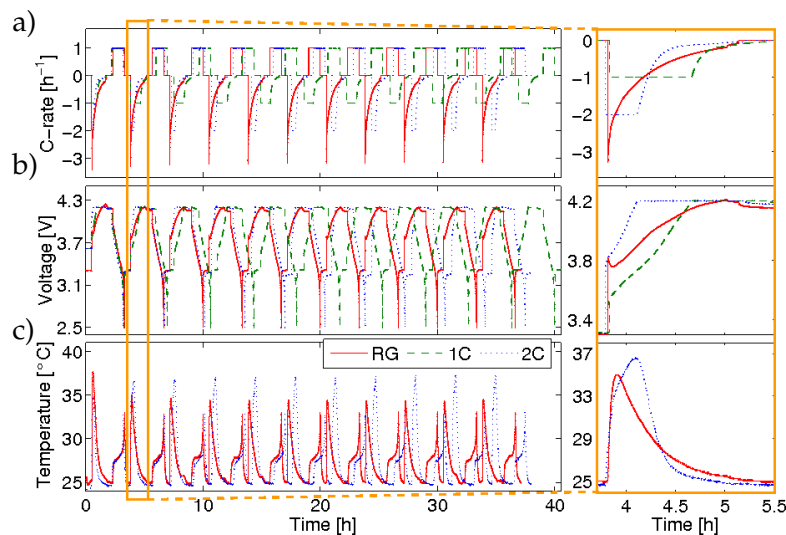 a)
C−rate [h⁻¹]
1
0
−1
−2
−3
0
−1
−2
−3
b)
Voltage [V]
4.3
3.7
3.1
2.5
4.2
3.8
3.4
c)
Temperature [°C]
40
35
30
25
RG 1C 2C
37
33
29
25
0 10 20 30 40
Time [h]
4 4.5 5 5.5
Time [h]